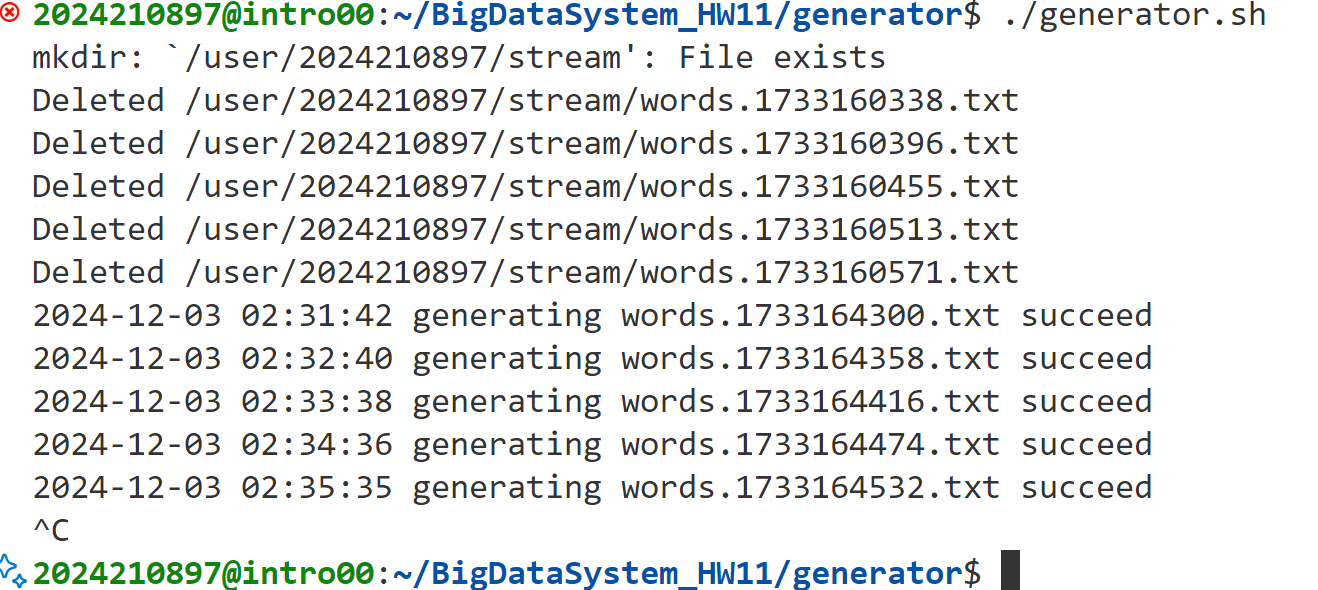 2024210897@intro00:~/BigDataSystem_HW11/generator$ ./generator.sh
mkdir: `/user/2024210897/stream': File exists
Deleted /user/2024210897/stream/words.1733160338.txt
Deleted /user/2024210897/stream/words.1733160396.txt
Deleted /user/2024210897/stream/words.1733160455.txt
Deleted /user/2024210897/stream/words.1733160513.txt
Deleted /user/2024210897/stream/words.1733160571.txt
2024-12-03 02:31:42 generating words.1733164300.txt succeed
2024-12-03 02:32:40 generating words.1733164358.txt succeed
2024-12-03 02:33:38 generating words.1733164416.txt succeed
2024-12-03 02:34:36 generating words.1733164474.txt succeed
2024-12-03 02:35:35 generating words.1733164532.txt succeed
^C
2024210897@intro00:~/BigDataSystem_HW11/generator$